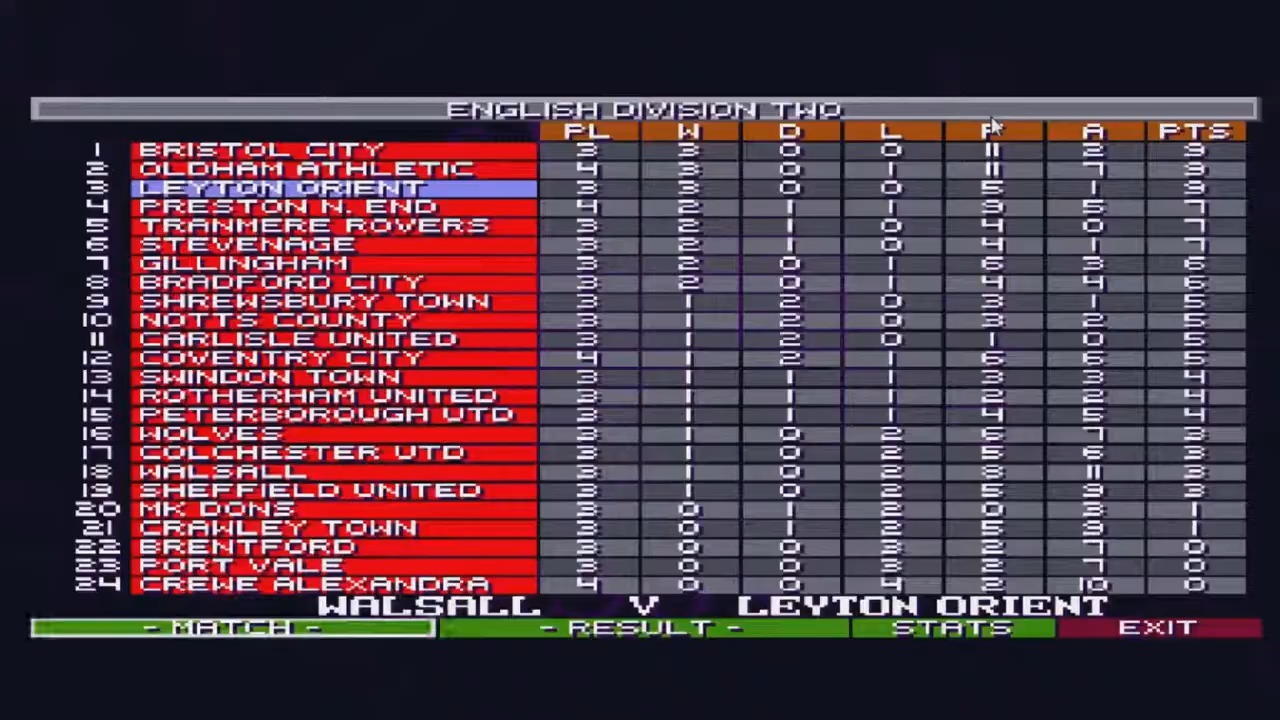 ENGLISH DIVISION TWO
PL W D L F A PTS
1 BRISTOL CITY 3 3 0 0 11 2 9
2 OLDHAM ATHLETIC 4 3 0 1 11 7 9
3 LEYTON ORIENT 3 3 0 0 5 1 9
4 PRESTON N. END 4 2 1 1 9 5 7
5 TRANMERE ROVERS 3 2 1 0 4 0 7
6 STEVENAGE 3 2 1 0 4 1 7
7 GILLINGHAM 3 2 0 1 6 3 6
8 BRADFORD CITY 3 2 0 1 4 4 6
9 SHREWSBURY TOWN 3 1 2 0 3 1 5
10 NOTTS COUNTY 3 1 2 0 3 2 5
11 CARLISLE UNITED 3 1 2 0 1 0 5
12 COVENTRY CITY 4 1 2 1 6 6 5
13 SWINDON TOWN 3 1 1 1 3 3 4
14 ROTHERHAM UNITED 3 1 1 1 2 2 4
15 PETERBOROUGH UTD 3 1 1 1 4 5 4
16 WOLVES 3 1 0 2 6 7 3
17 COLCHESTER UTD 3 1 0 2 5 6 3
18 WALSALL 3 1 0 2 8 11 3
19 SHEFFIELD UNITED 3 1 0 2 5 9 3
20 MK DONS 3 0 1 2 0 3 1
21 CRAWLEY TOWN 3 0 1 2 5 9 1
22 BRENTFORD 3 0 0 3 2 7 0
23 PORT VALE 3 0 0 3 2 7 0
24 CREWE ALEXANDRA 4 0 0 4 2 10 0
WALSALL V LEYTON ORIENT
- MATCH - - RESULT - STATS EXIT